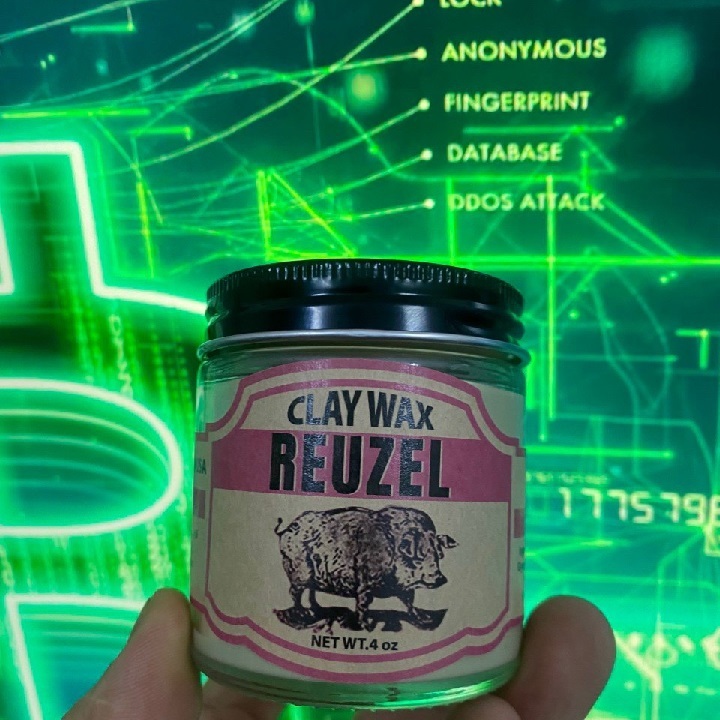 LOCK
ANONYMOUS
FINGERPRINT
DATABASE
DDOS ATTACK
CLAY WAX
REUZEL
NET WT.4 oz